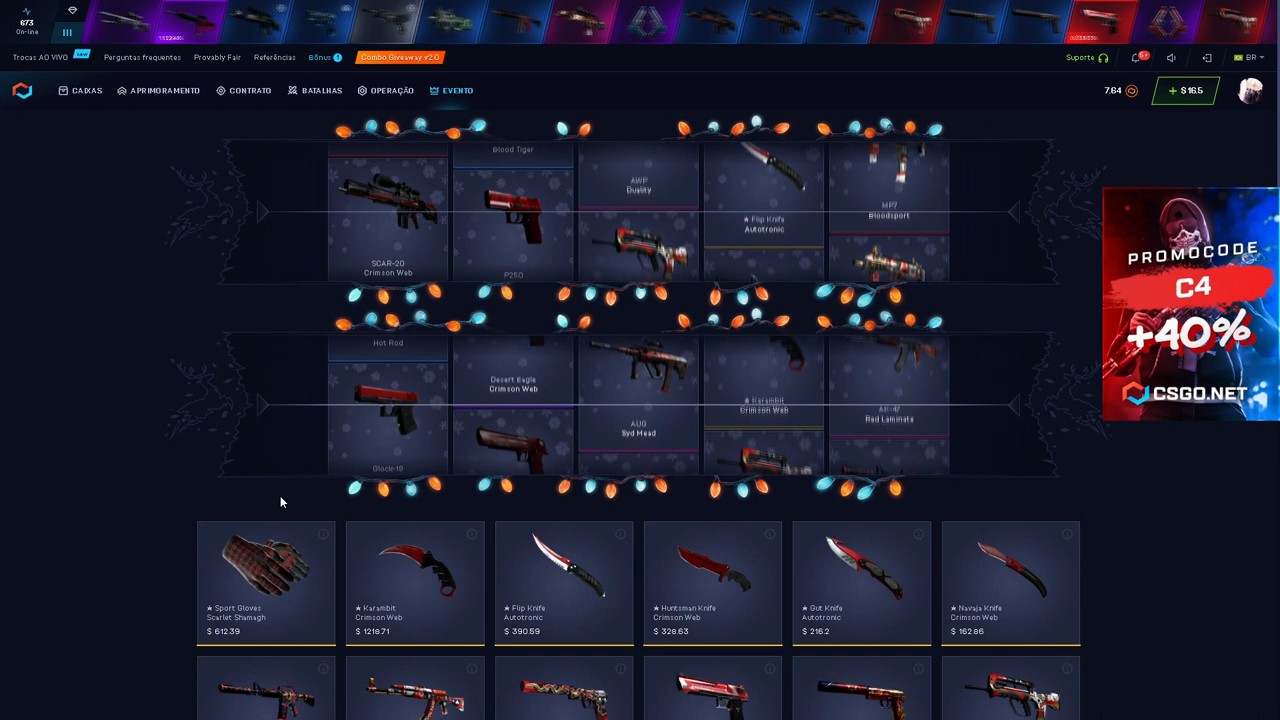 673
On-line
Trocas AO VIVO NEW
Perguntas frequentes
Provably Fair
Referências
Bônus 1
Combo Giveaway v2.0
Suporte
5+
BR
CAIXAS
APRIMORAMENTO
CONTRATO
BATALHAS
OPERAÇÃO
EVENTO
7.64
+ $ 16.5
SCAR-20
Crimson Web
Blood Tiger
P250
AWP
Duality
★ Flip Knife
Autotronic
MP7
Bloodsport
Hot Rod
Glock-18
Desert Eagle
Crimson Web
AUG
Syd Mead
★ Karambit
Crimson Web
AK-47
Red Laminate
PROMOCODE
C4
+40%
CSGO.NET
★ Sport Gloves
Scarlet Shamagh
$ 612.39
★ Karambit
Crimson Web
$ 1218.71
★ Flip Knife
Autotronic
$ 390.59
★ Huntsman Knife
Crimson Web
$ 328.63
★ Gut Knife
Autotronic
$ 216.2
★ Navaja Knife
Crimson Web
$ 162.86